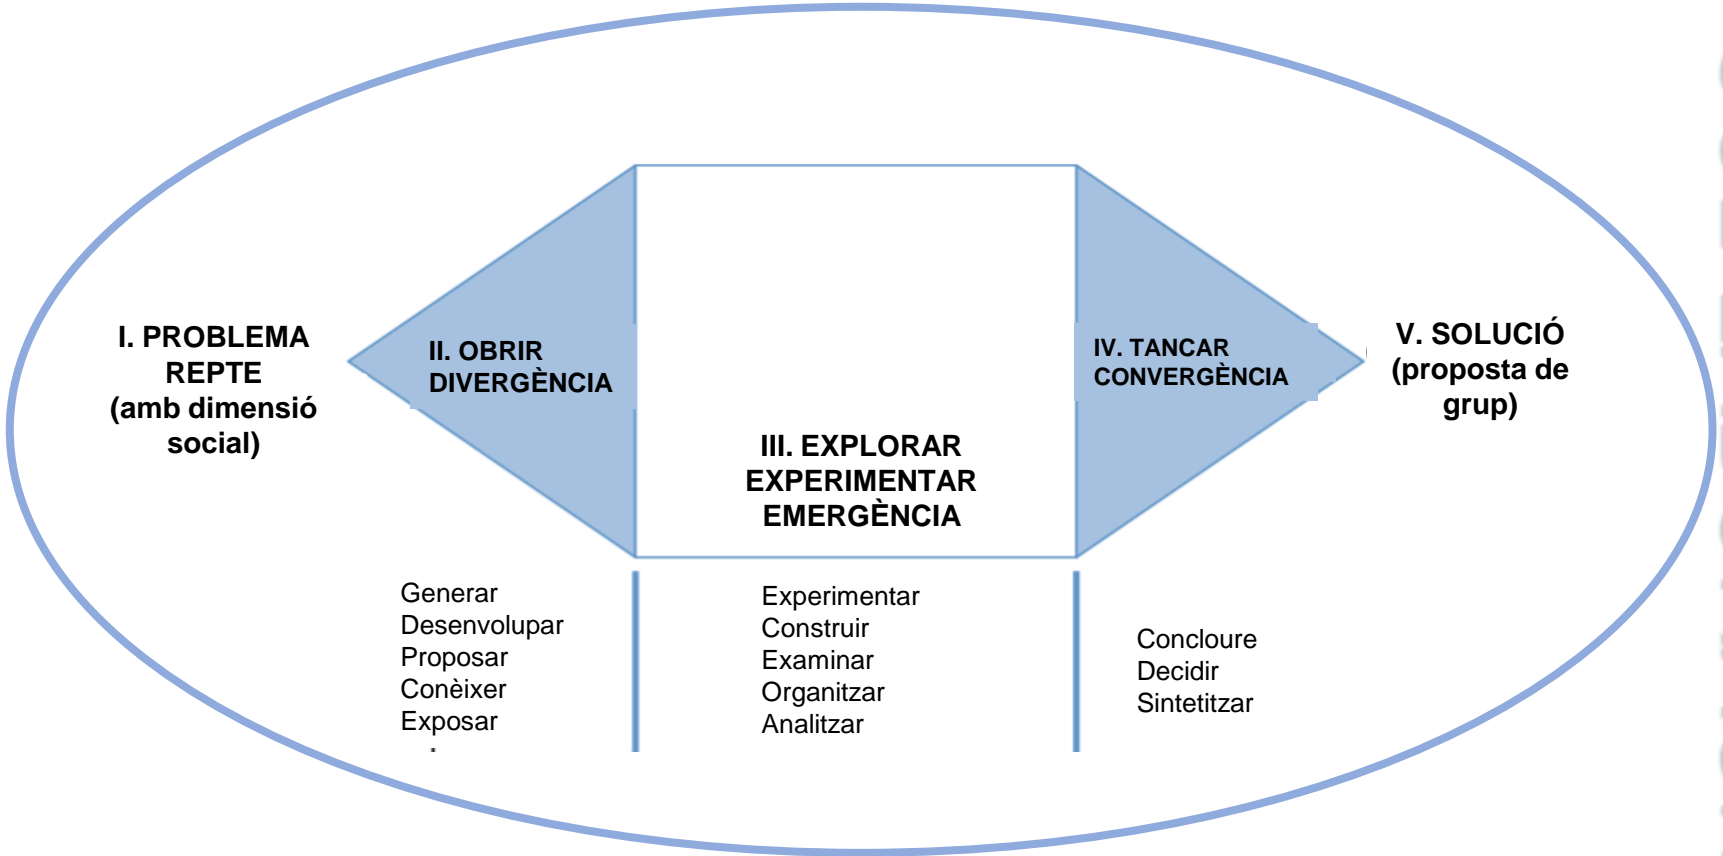 I. PROBLEMA
REPTE
(amb dimensió
social)
II. OBRIR
DIVERGÈNCIA
III. EXPLORAR
EXPERIMENTAR
EMERGÈNCIA
IV. TANCAR
CONVERGÈNCIA
V. SOLUCIÓ
(proposta de
grup)
Generar
Desenvolupar
Proposar
Conèixer
Exposar
Experimentar
Construir
Examinar
Organitzar
Analitzar
Concloure
Decidir
Sintetitzar